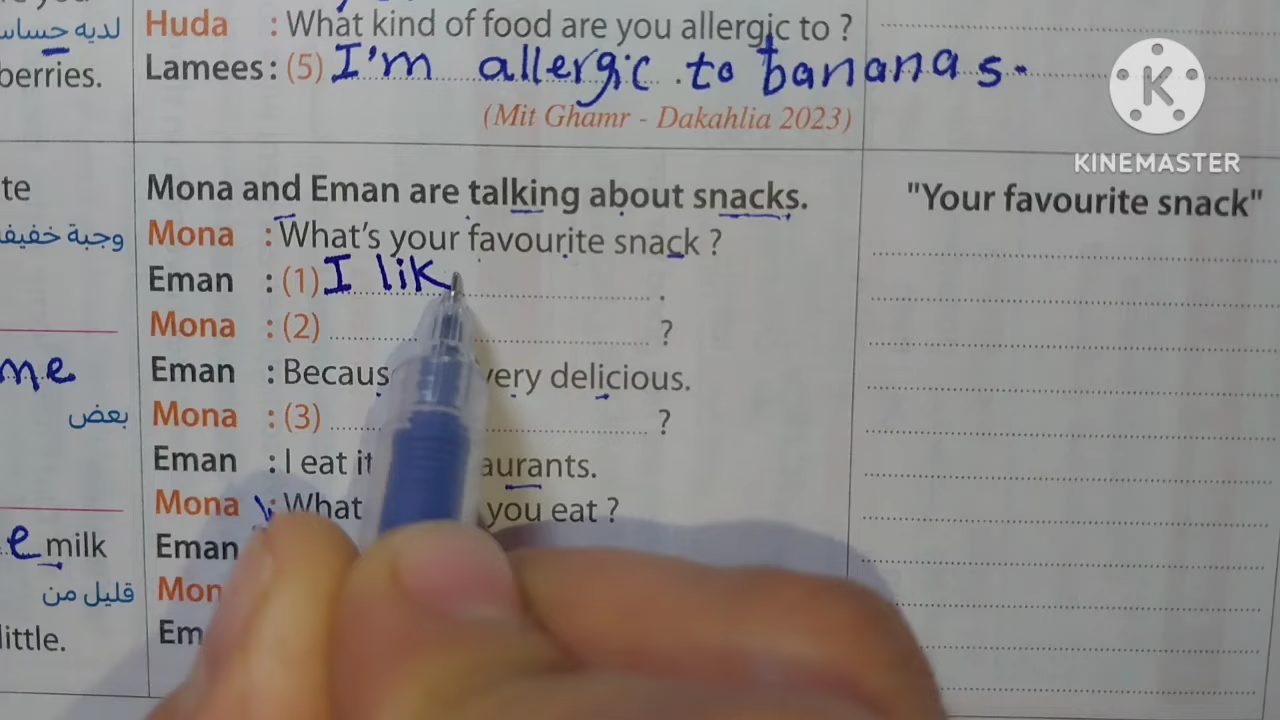 لديه حساس
berries.
te
وجبة خفيفة
me
بعض
e milk
قليل من
little.
Huda : What kind of food are you allergic to ?
Lamees : (5) I'm allergic to bananas.
(Mit Ghamr - Dakahlia 2023)
Mona and Eman are talking about snacks.
Mona : What's your favourite snack ?
Eman : (1) I lik
Mona : (2) ?
Eman : Becaus very delicious.
Mona : (3) ?
Eman : I eat it aurants.
Mona : What you eat ?
Eman
Mon
Em
KINEMASTER
"Your favourite snack"